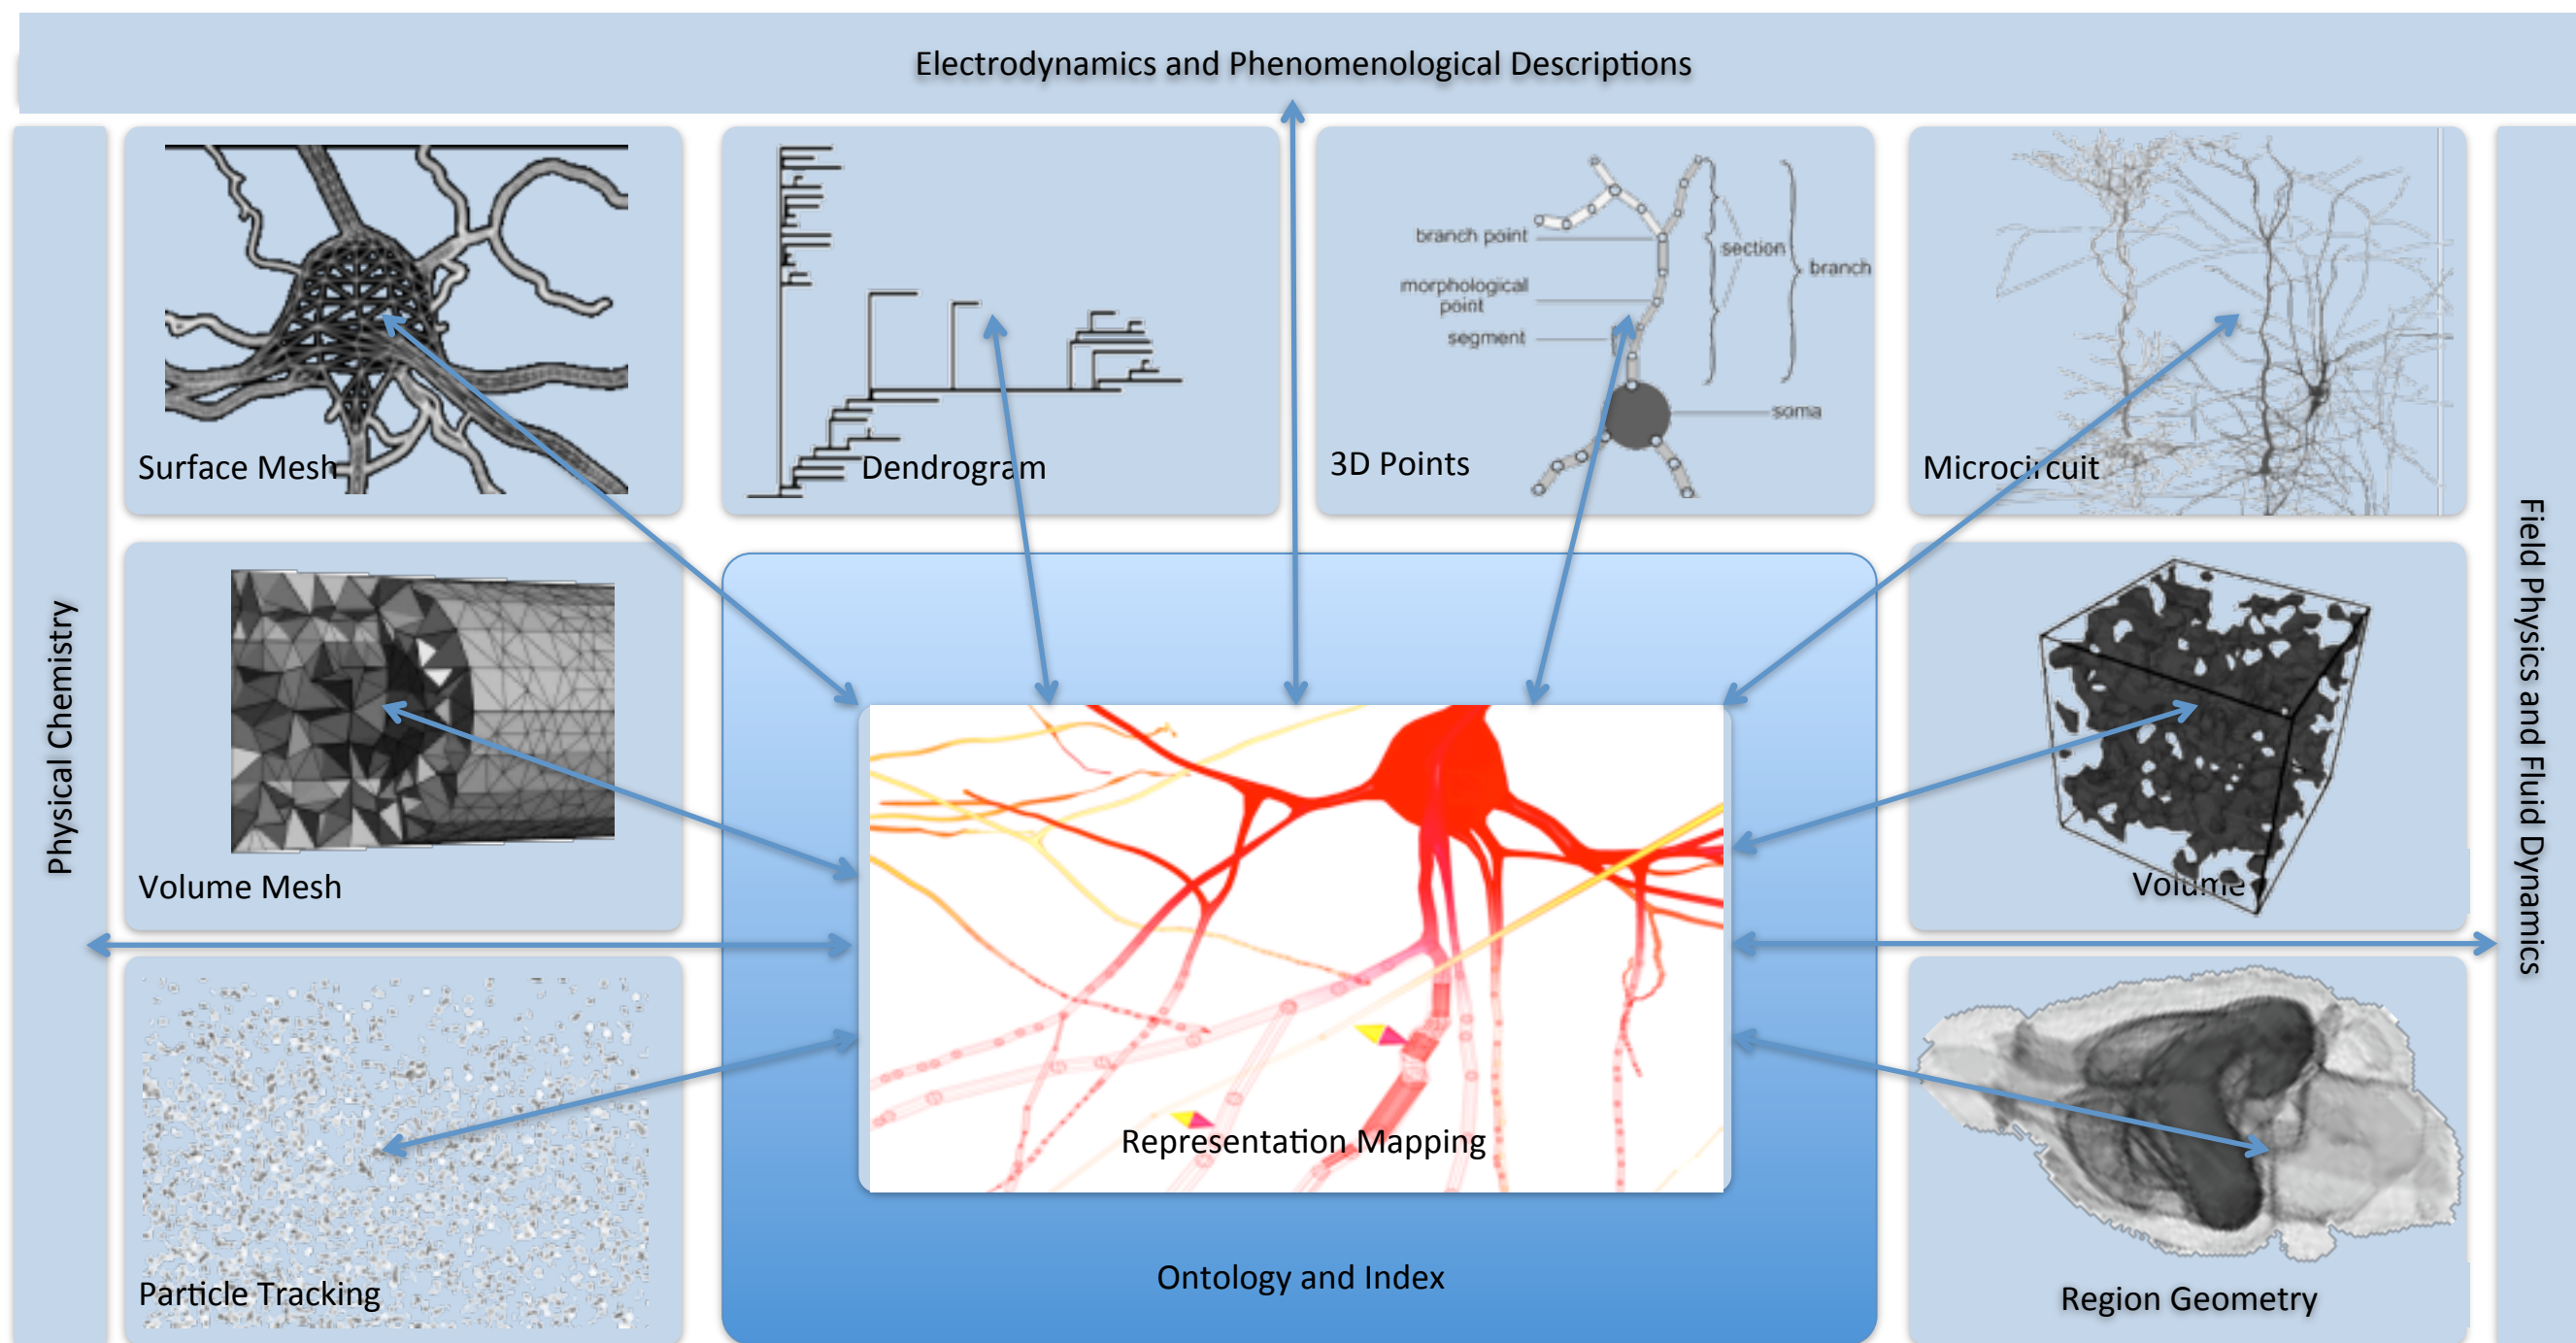 Electrodynamics and Phenomenological Descriptions
Physical Chemistry
Surface Mesh
Dendrogram
3D Points
branch point
morphological
point
segment
section
branch
soma
Microcircuit
Volume Mesh
Volume
Field Physics and Fluid Dynamics
Particle Tracking
Representation Mapping
Ontology and Index
Region Geometry